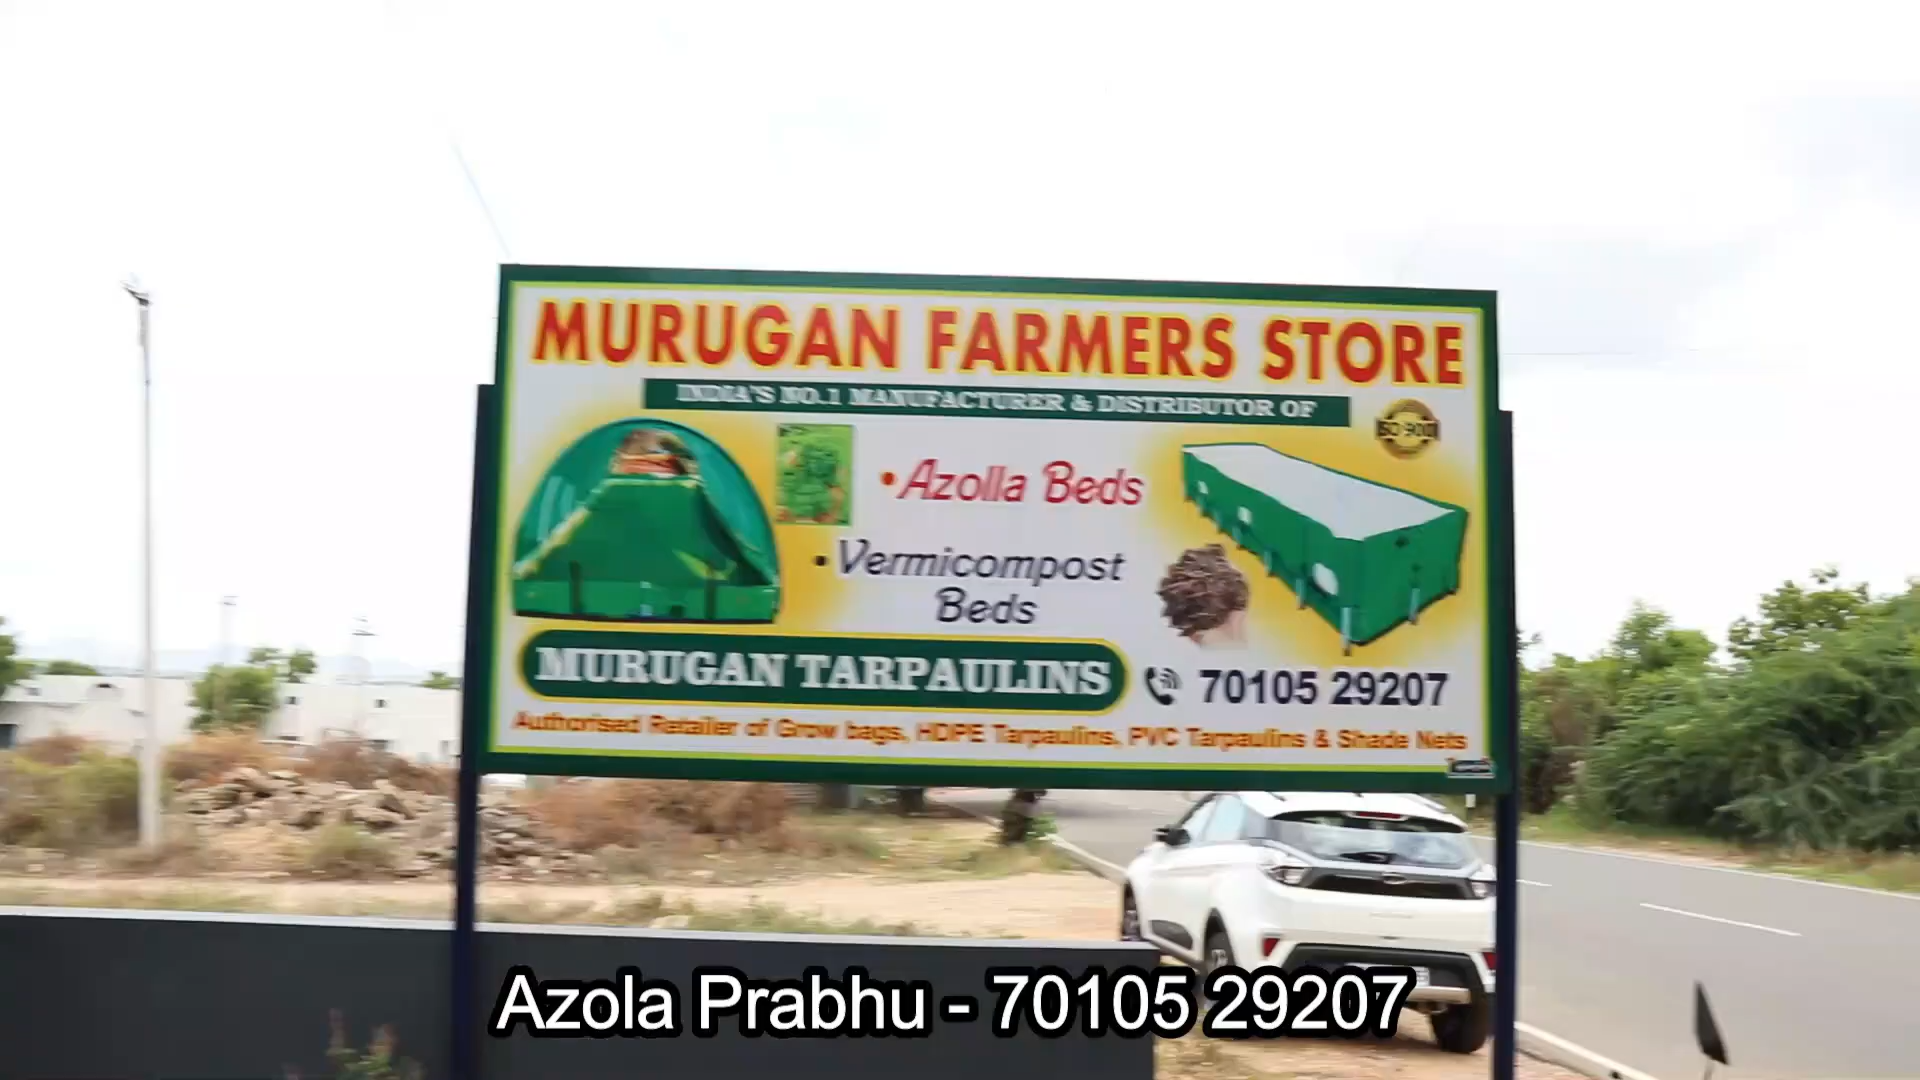 MURUGAN FARMERS STORE
INDIA'S NO.1 MANUFACTURER & DISTRIBUTOR OF
ISO 900
•Azolla Beds
•Vermicompost
Beds
MURUGAN TARPAULINS
70105 29207
Authorised Retailer of Grow bags, HDPE Tarpaulins, PVC Tarpaulins & Shade Nets
Azola Prabhu - 70105 29207